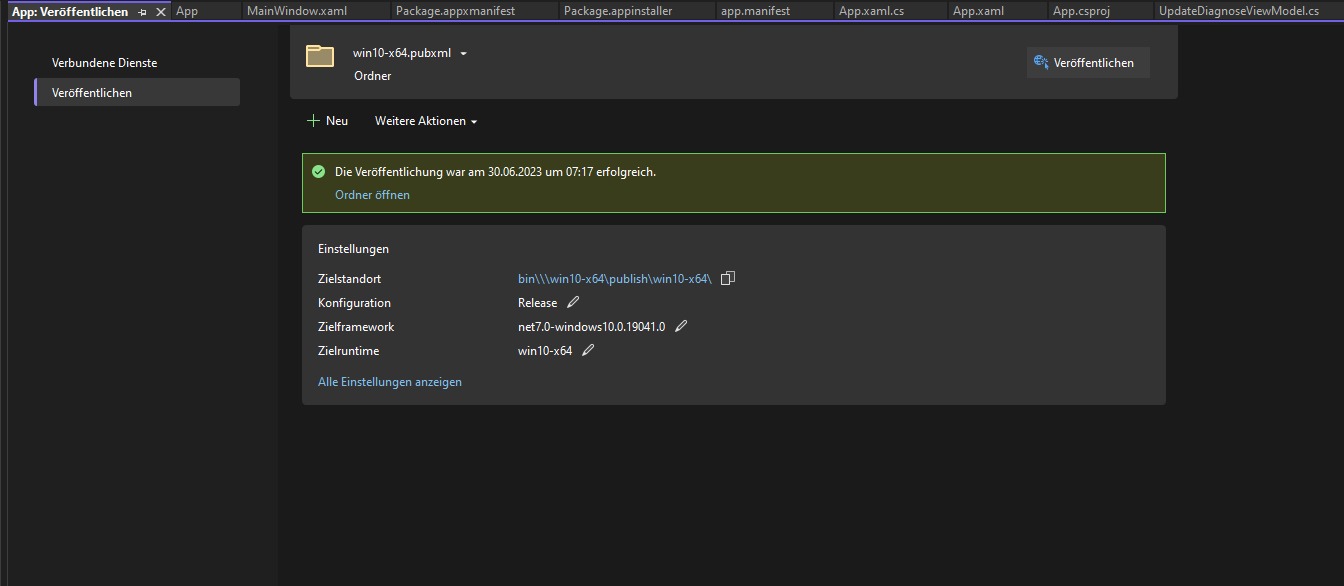 App: Veröffentlichen App MainWindow.xaml Package.appxmanifest Package.appinstaller app.manifest App.xaml.cs App.xaml App.csproj UpdateDiagnoseViewModel.cs
Verbundene Dienste
Veröffentlichen
win10-x64.pubxml
Ordner
Veröffentlichen
Neu Weitere Aktionen
Die Veröffentlichung war am 30.06.2023 um 07:17 erfolgreich.
Ordner öffnen
Einstellungen
Zielstandort bin\\\win10-x64\publish\win10-x64\
Konfiguration Release
Zielframework net7.0-windows10.0.19041.0
Zielruntime win10-x64
Alle Einstellungen anzeigen